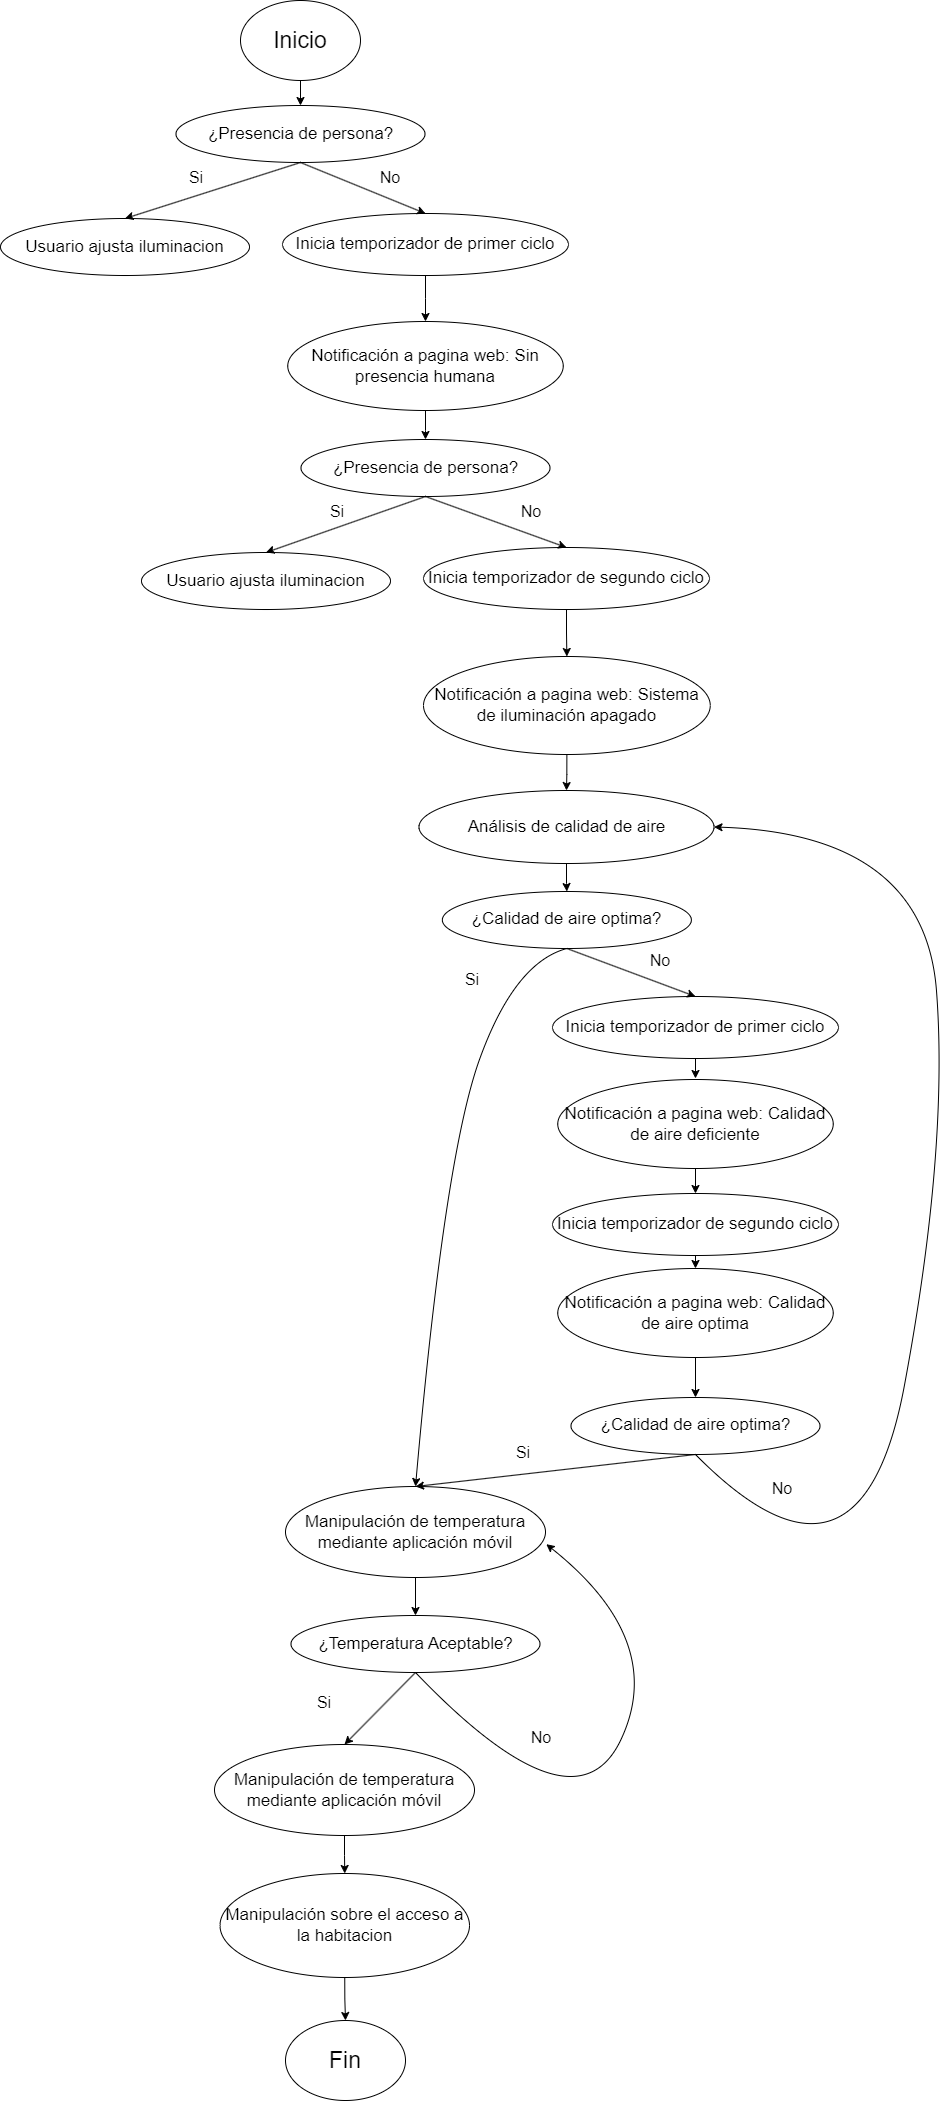 Inicio
¿Presencia de persona?
Si
No
Usuario ajusta iluminacion
Inicia temporizador de primer ciclo
Notificación a pagina web: Sin
presencia humana
¿Presencia de persona?
Si
No
Usuario ajusta iluminacion
Inicia temporizador de segundo ciclo
Notificación a pagina web: Sistema
de iluminación apagado
Análisis de calidad de aire
¿Calidad de aire optima?
Si
No
Inicia temporizador de primer ciclo
Notificación a pagina web: Calidad
de aire deficiente
Inicia temporizador de segundo ciclo
Notificación a pagina web: Calidad
de aire optima
¿Calidad de aire optima?
Si
No
Manipulación de temperatura
mediante aplicación móvil
¿Temperatura Aceptable?
Si
No
Manipulación de temperatura
mediante aplicación móvil
Manipulación sobre el acceso a
la habitacion
Fin